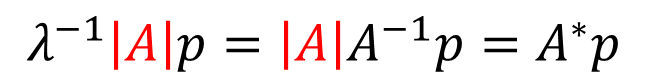 λ⁻¹|A|p = |A|A⁻¹p = A*p